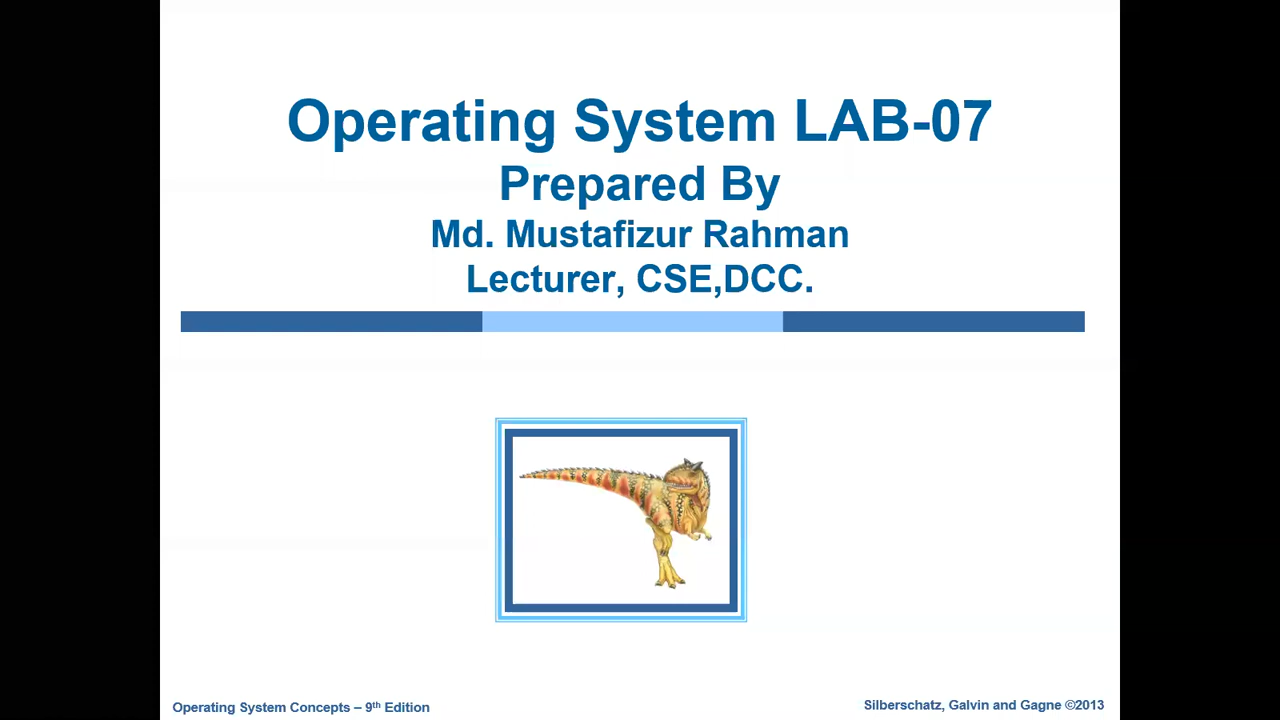 Operating System LAB-07
Prepared By
Md. Mustafizur Rahman
Lecturer, CSE,DCC.
Operating System Concepts – 9th Edition
Silberschatz, Galvin and Gagne ©2013